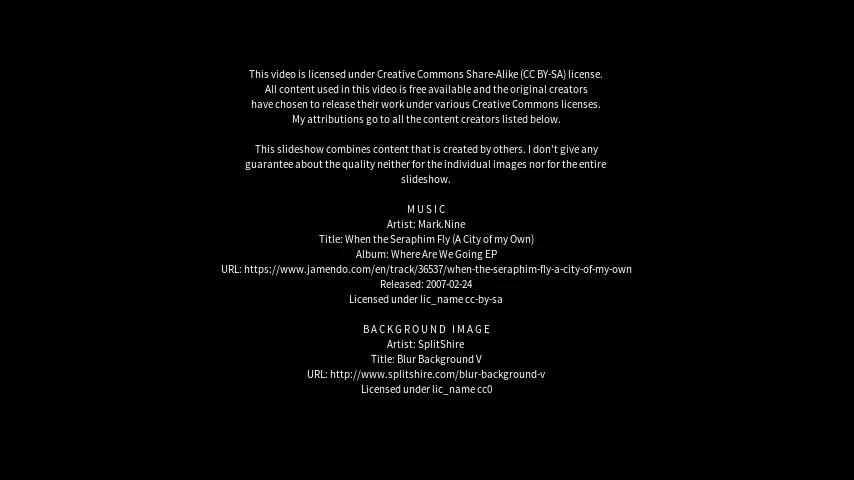 This video is licensed under Creative Commons Share-Alike (CC BY-SA) license.
All content used in this video is free available and the original creators
have chosen to release their work under various Creative Commons licenses.
My attributions go to all the content creators listed below.
This slideshow combines content that is created by others. I don't give any
guarantee about the quality neither for the individual images nor for the entire
slideshow.
MUSIC
Artist: Mark.Nine
Title: When the Seraphim Fly (A City of my Own)
Album: Where Are We Going EP
URL: https://www.jamendo.com/en/track/36537/when-the-seraphim-fly-a-city-of-my-own
Released: 2007-02-24
Licensed under lic_name cc-by-sa
BACKGROUND IMAGE
Artist: SplitShire
Title: Blur Background V
URL: http://www.splitshire.com/blur-background-v
Licensed under lic_name cc0